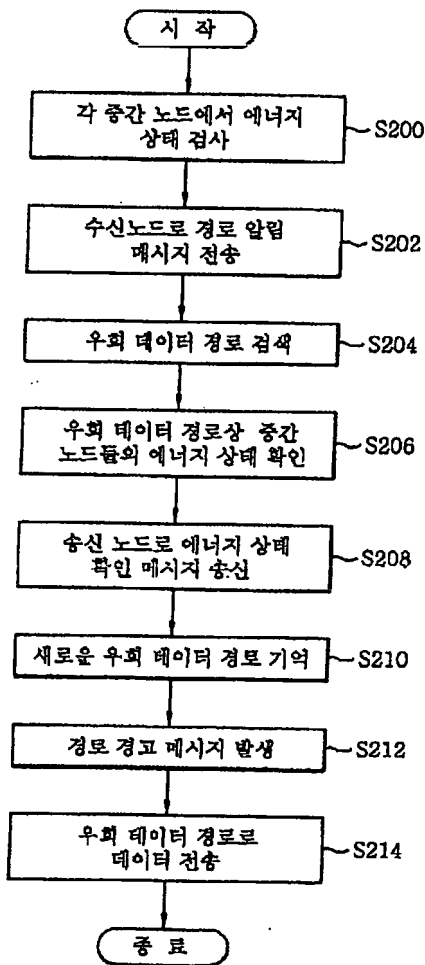 시 작
각 중간 노드에서 에너지
상태 검사
S200
수신노드로 경로 알림
메시지 전송
S202
우회 데이터 경로 검색
S204
우회 데이터 경로상 중간
노드들의 에너지 상태 확인
S206
송신 노드로 에너지 상태
확인 메시지 송신
S208
새로운 우회 데이터 경로 기억
S210
경로 경고 메시지 발생
S212
우회 데이터 경로로
데이터 전송
S214
종 료